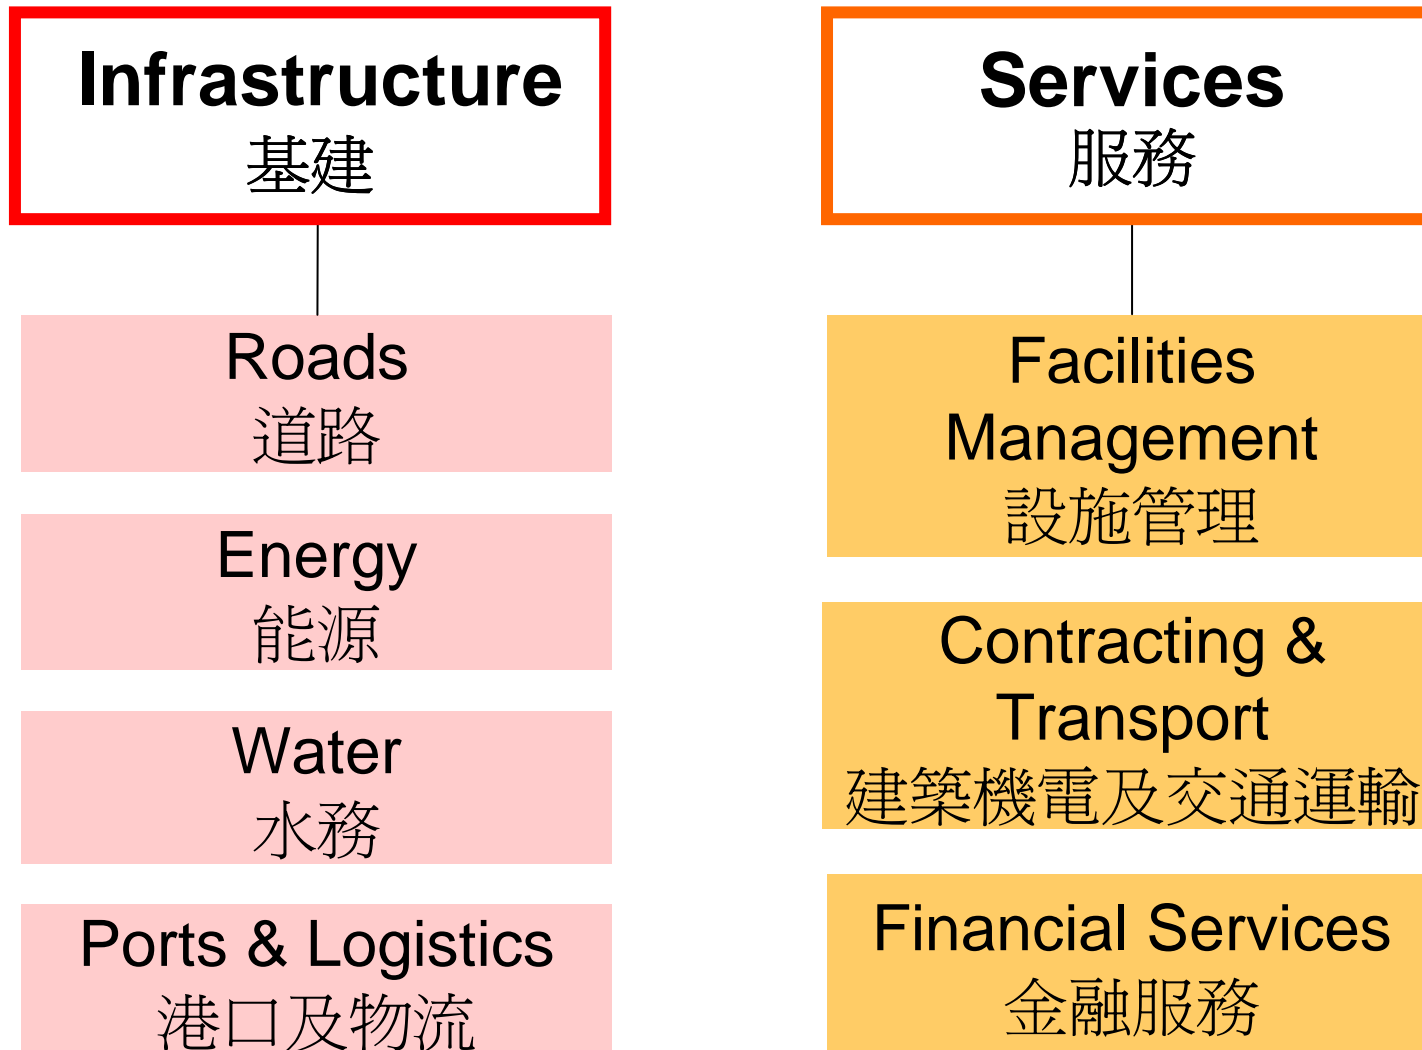 Infrastructure
基建
Roads
道路
Energy
能源
Water
水務
Ports & Logistics
港口及物流
Services
服務
Facilities
Management
設施管理
Contracting &
Transport
建築機電及交通運輸
Financial Services
金融服務